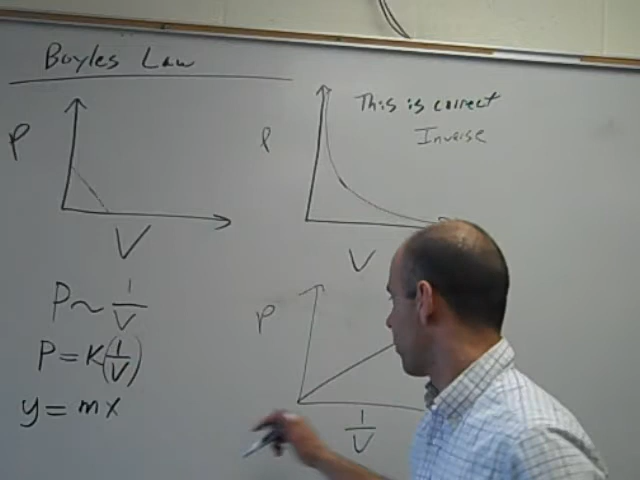 Boyles Law
P
V
This is correct
Inverse
P
V
P ~ 1/V
P = K(1/V)
y = mx
P
1/V